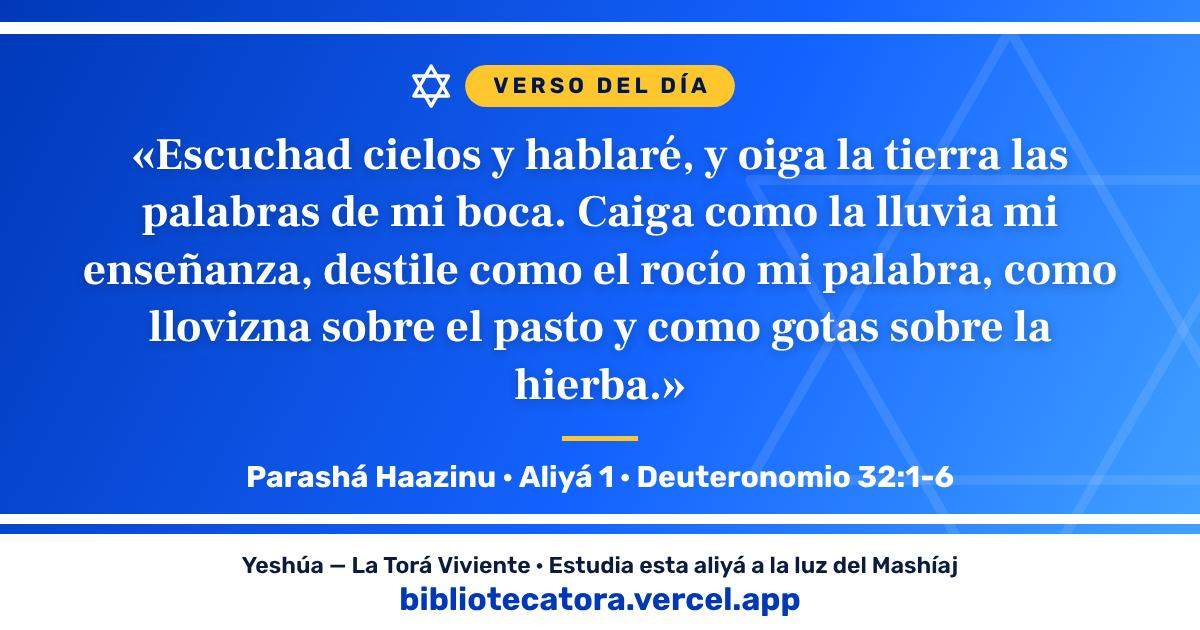 VERSO DEL DÍA
«Escuchad cielos y hablaré, y oiga la tierra las
palabras de mi boca. Caiga como la lluvia mi
enseñanza, destile como el rocío mi palabra, como
llovizna sobre el pasto y como gotas sobre la
hierba.»
Parashá Haazinu • Aliyá 1 • Deuteronomio 32:1-6
Yeshúa — La Torá Viviente • Estudia esta aliyá a la luz del Mashíaj
bibliotecatora.vercel.app